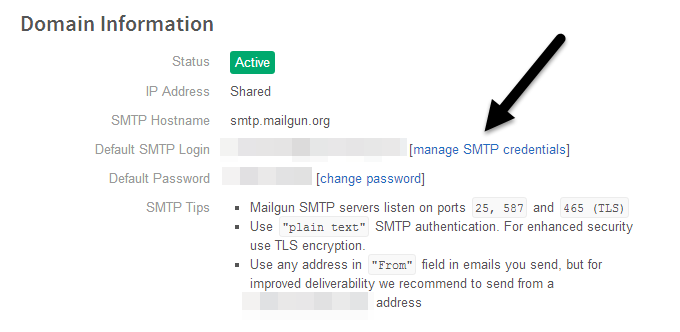 Domain Information
Status Active
IP Address Shared
SMTP Hostname smtp.mailgun.org
Default SMTP Login [manage SMTP credentials]
Default Password [change password]
SMTP Tips ▪ Mailgun SMTP servers listen on ports 25, 587 and 465 (TLS)
▪ Use "plain text" SMTP authentication. For enhanced security
use TLS encryption.
▪ Use any address in "From" field in emails you send, but for
improved deliverability we recommend to send from a
address